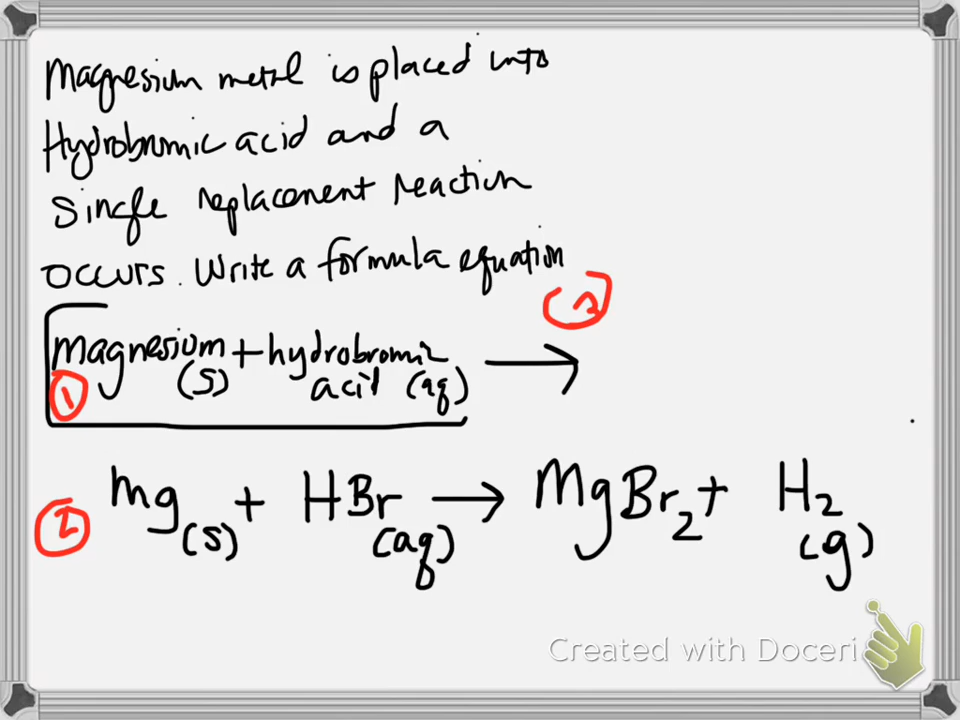 Magnesium metal is placed into
Hydrobromic acid and a
Single replacement reaction
occurs. Write a formula equation
magnesium (s) + hydrobromic acid (aq) → (2)
1
2 Mg(s) + HBr(aq) → MgBr2 + H2(g)
Created with Doceri